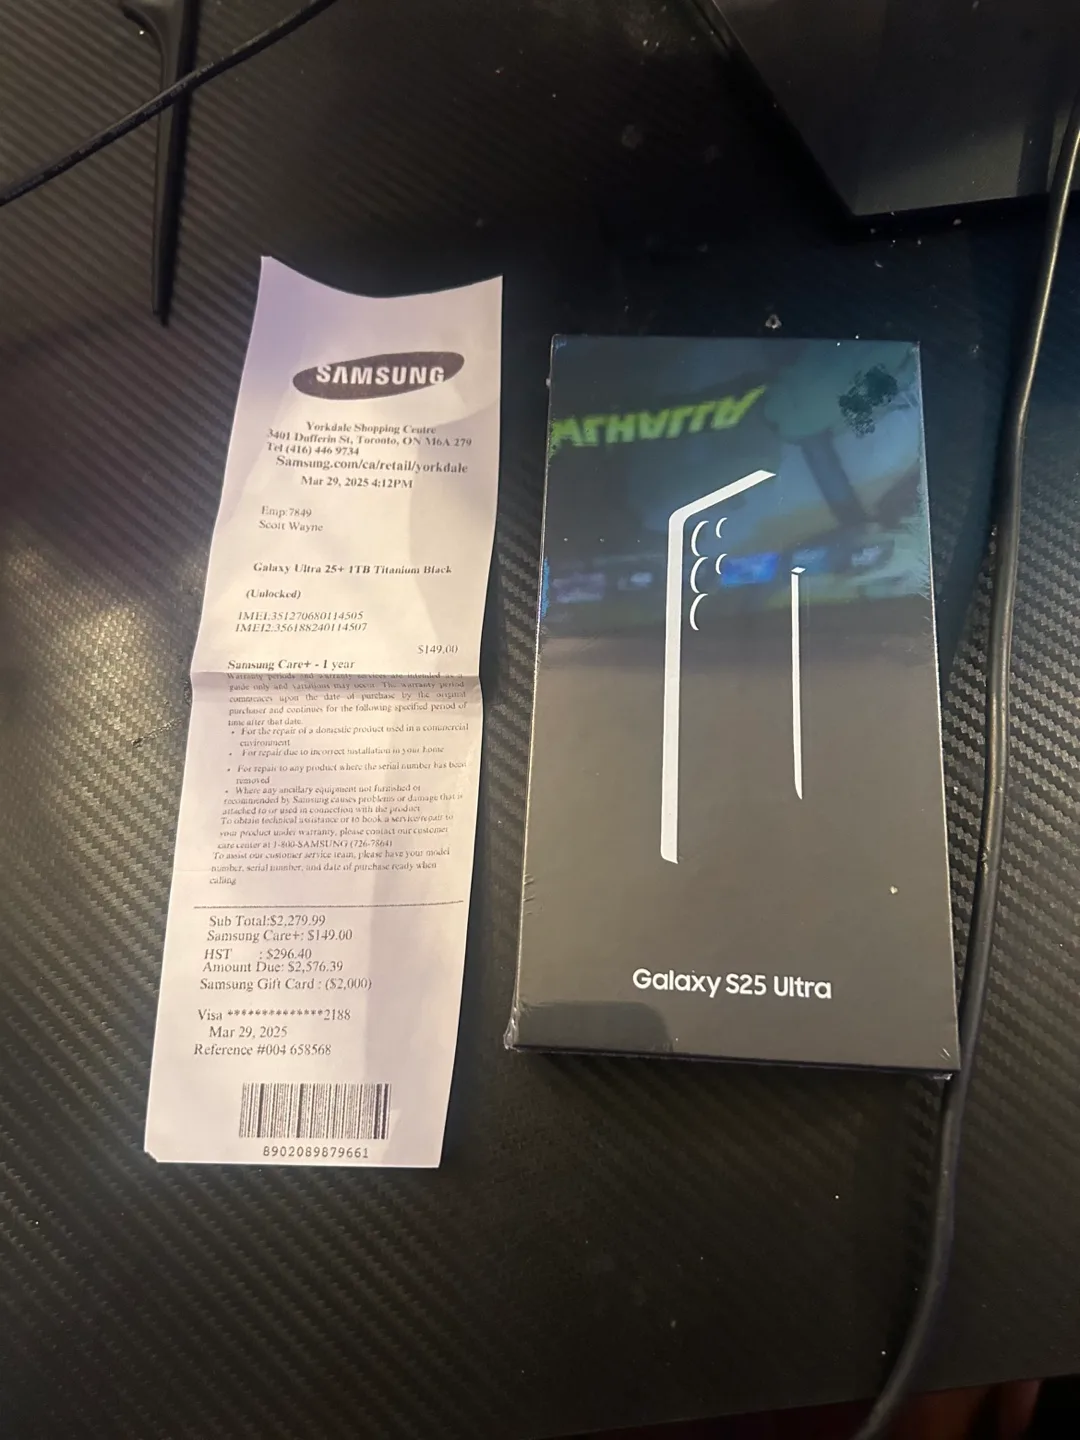 SAMSUNG
Yorkdale Shopping Centre
3401 Dufferin St, Toronto, ON M6A 279
Tel (416) 446 9734
Samsung.com/ca/retail/yorkdale
Mar 29, 2025 4:12PM
Emp:7849
Scott Wayne
Galaxy Ultra 25+ 1TB Titanium Black
(Unlocked)
IMEI:351270680114505
IMEI2:356188240114507
$149.00
Samsung Care+ - 1 year
Warranty periods and warranty services are intended as a
guide only and variations may occur. The warranty period
commences upon the date of purchase by the original
purchaser and continues for the following specified period of
time after that date.
• For the repair of a domestic product used in a commercial
environment
• For repair due to incorrect installation in your home
• For repair to any product where the serial number has been
removed
• Where any ancillary equipment not furnished or
recommended by Samsung causes problems or damage that is
attached to or used in connection with the product
To obtain technical assistance or to book a service/repair to
your product under warranty, please contact our customer
care center at 1-800-SAMSUNG (726-7864)
To assist our customer service team, please have your model
number, serial number, and date of purchase ready when
calling
Sub Total:$2,279.99
Samsung Care+: $149.00
HST : $296.40
Amount Due: $2,576.39
Samsung Gift Card : ($2,000)
Visa **************2188
Mar 29, 2025
Reference #004 658568
8902089879661
Galaxy S25 Ultra